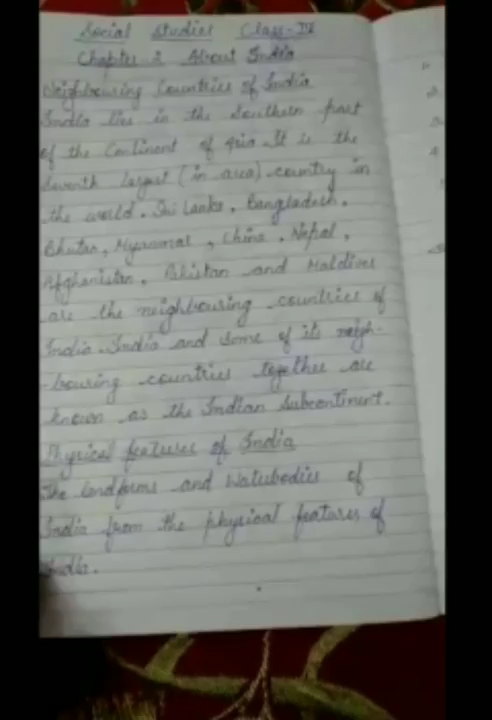 Social Studies Class-IV
Chapter 2 About India
Neighbouring Countries of India
India lies in the Southern part
of the Continent of Asia. It is the
Seventh largest (in area) country in
the world. Sri Lanka, Bangladesh,
Bhutan, Myanmar, China, Nepal,
Afghanistan, Pakistan and Maldives
are the neighbouring countries of
India. India and some of its neigh-
-bouring countries together are
known as the Indian Subcontinent.
Physical features of India
The landforms and Waterbodies of
India from the physical features of
India.